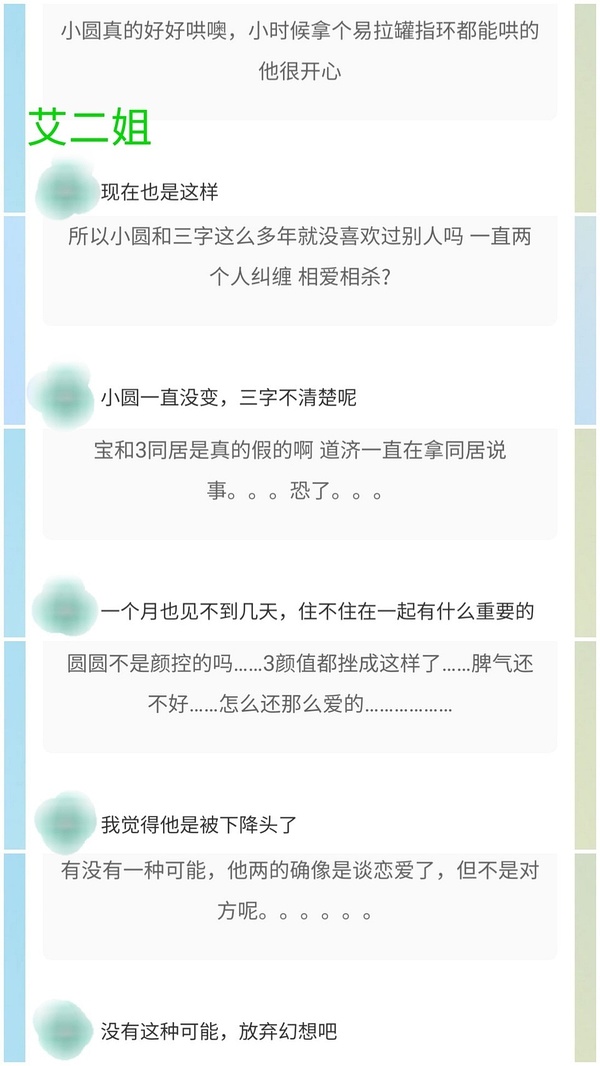 小圆真的好好哄噢，小时候拿个易拉罐指环都能哄的
他很开心
艾二姐
现在也是这样
所以小圆和三字这么多年就没喜欢过别人吗 一直两
个人纠缠 相爱相杀?
小圆一直没变，三字不清楚呢
宝和3同居是真的假的啊 道济一直在拿同居说
事。。。恐了。。。
一个月也见不到几天，住不住在一起有什么重要的
圆圆不是颜控的吗......3颜值都挫成这样了......脾气还
不好......怎么还那么爱的..................
我觉得他是被下降头了
有没有一种可能，他两的确像是谈恋爱了，但不是对
方呢。。。。。。
没有这种可能，放弃幻想吧